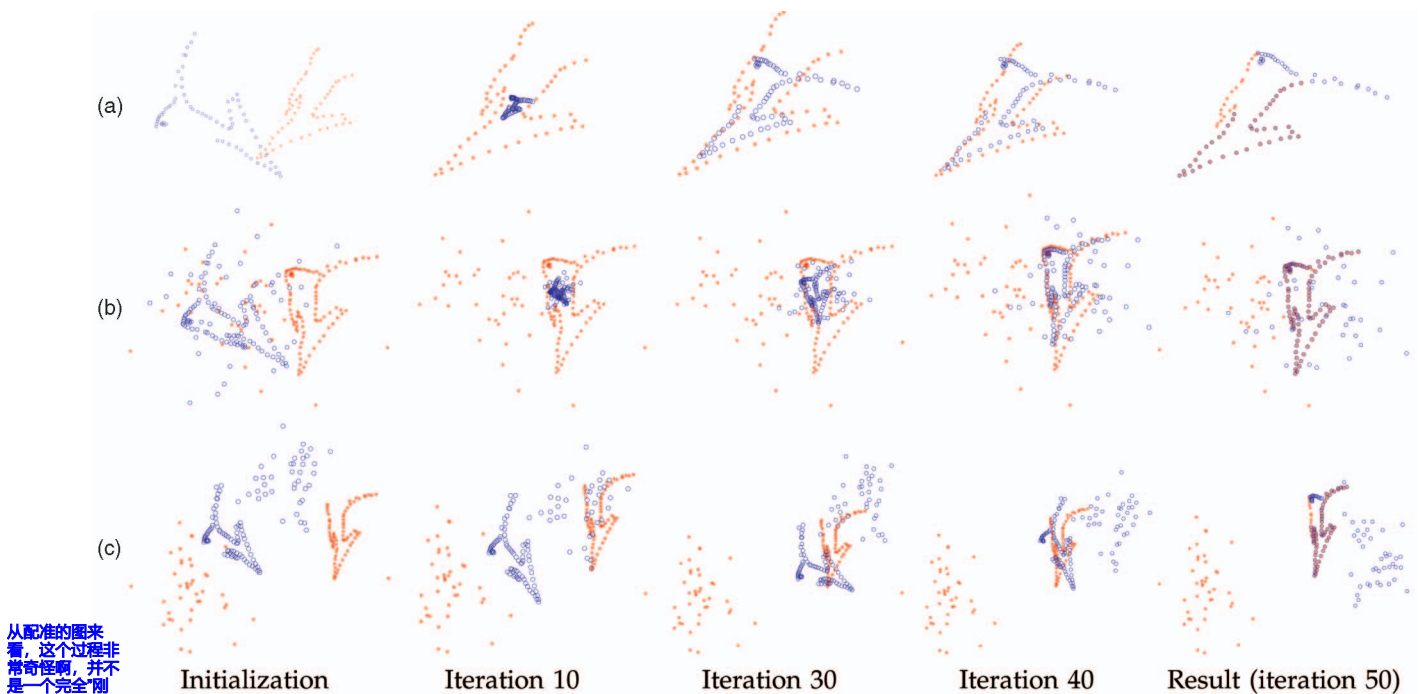 (a)
(b)
(c)
从配准的图来
看，这个过程非
常奇怪啊，并不
是一个完全"刚
Initialization
Iteration 10
Iteration 30
Iteration 40
Result (iteration 50)